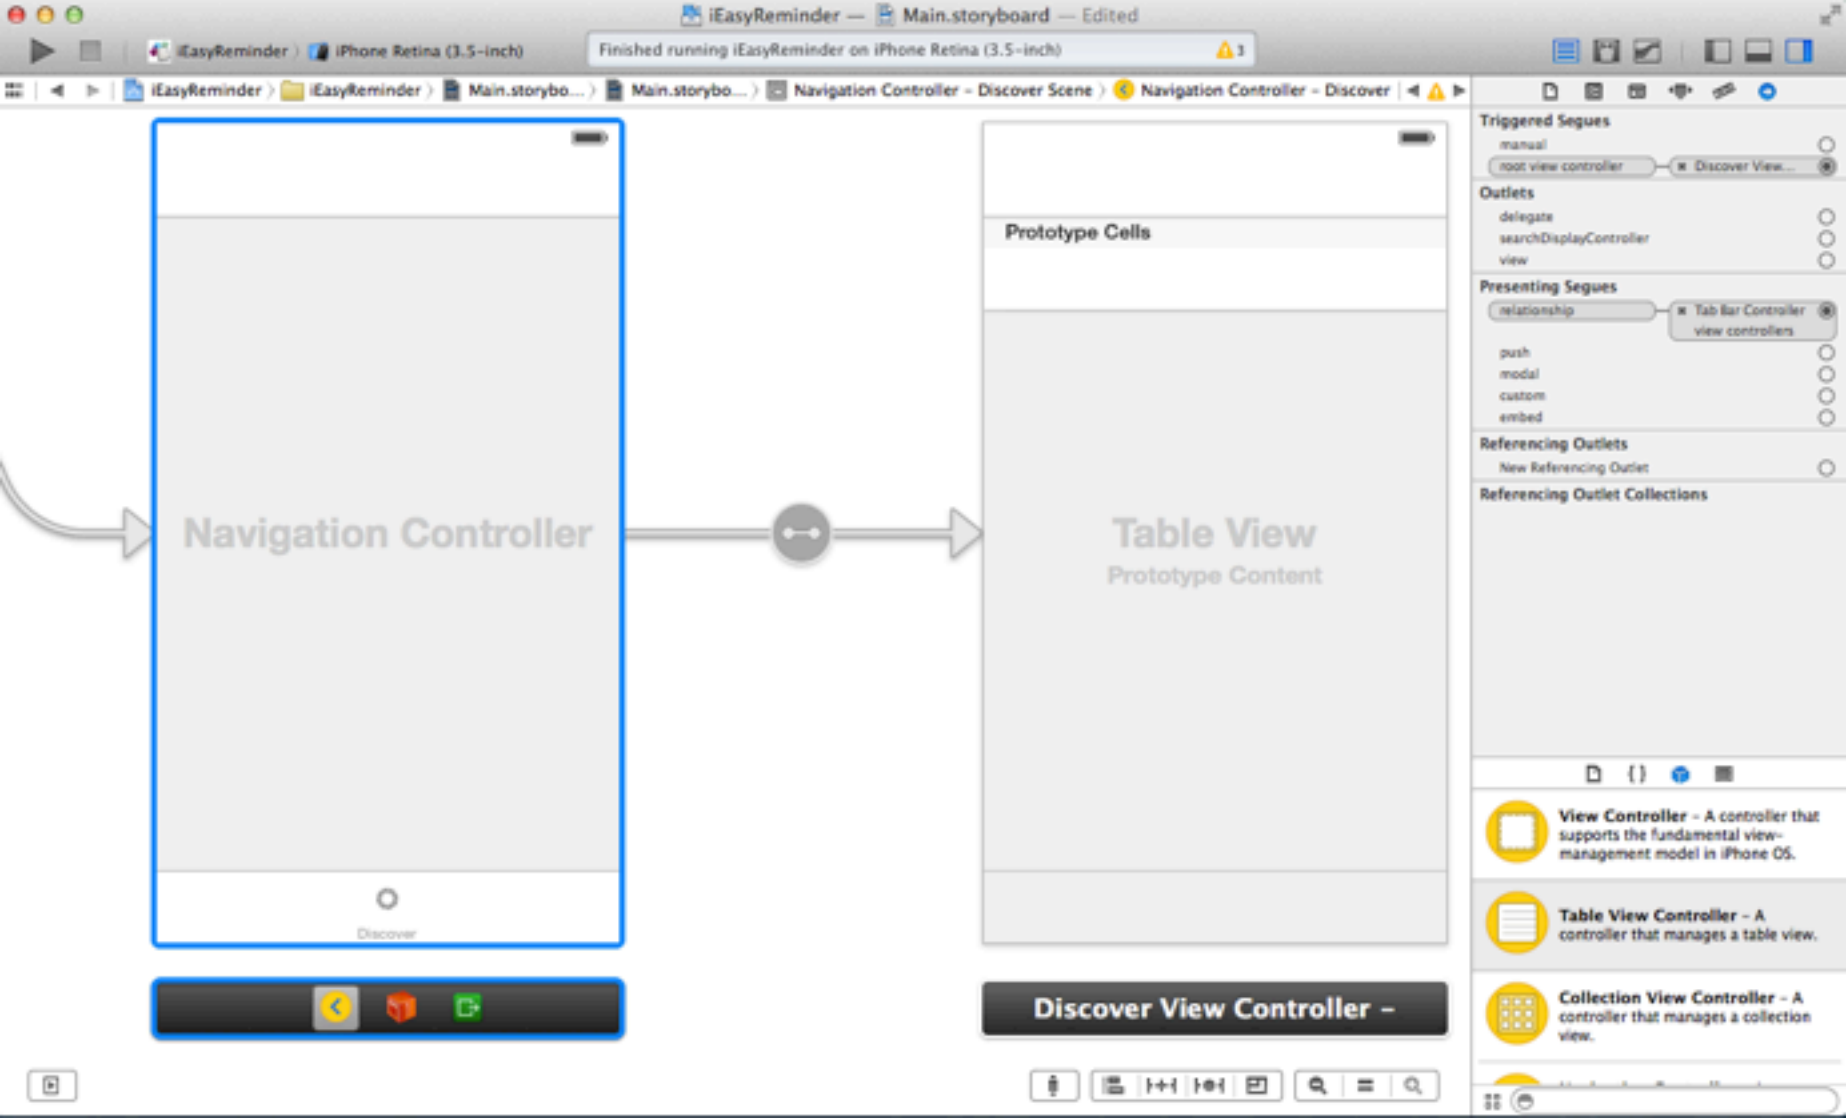 iEasyReminder — Main.storyboard — Edited
iEasyReminder iPhone Retina (3.5-inch)
Finished running iEasyReminder on iPhone Retina (3.5-inch) 3
iEasyReminder iEasyReminder Main.storybo... Main.storybo... Navigation Controller – Discover Scene Navigation Controller – Discover
Navigation Controller
Discover
Prototype Cells
Table View
Prototype Content
Discover View Controller –
Triggered Segues
manual
root view controller Discover View...
Outlets
delegate
searchDisplayController
view
Presenting Segues
relationship Tab Bar Controller
view controllers
push
modal
custom
embed
Referencing Outlets
New Referencing Outlet
Referencing Outlet Collections
{ }
View Controller – A controller that
supports the fundamental view-
management model in iPhone OS.
Table View Controller – A
controller that manages a table view.
Collection View Controller – A
controller that manages a collection
view.